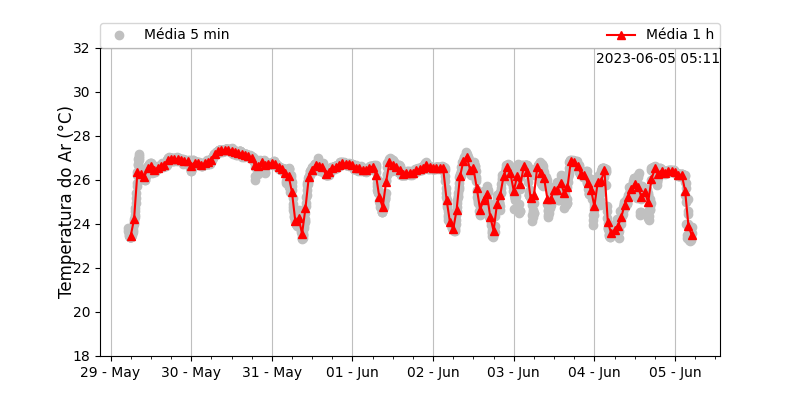 Média 5 min
Média 1 h
2023-06-05 05:11
Temperatura do Ar (°C)
32
30
28
26
24
22
20
18
29 - May
30 - May
31 - May
01 - Jun
02 - Jun
03 - Jun
04 - Jun
05 - Jun